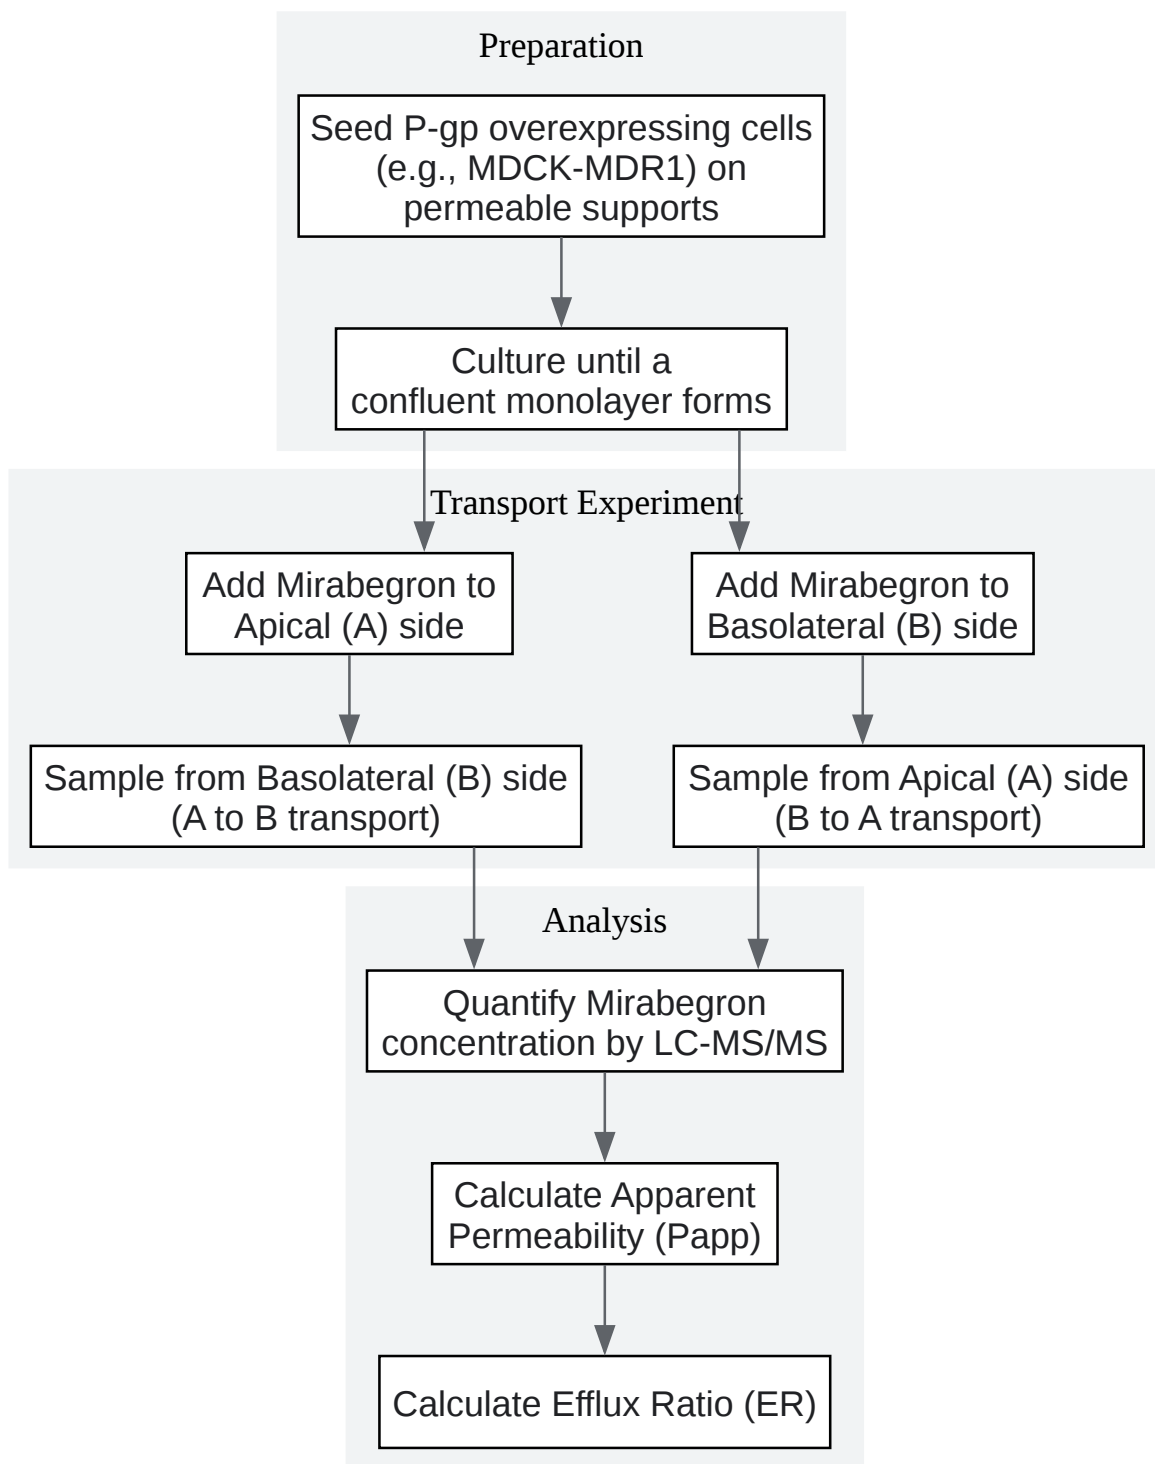 Preparation
Seed P-gp overexpressing cells
(e.g., MDCK-MDR1) on
permeable supports
Culture until a
confluent monolayer forms
Transport Experiment
Add Mirabegron to
Apical (A) side
Add Mirabegron to
Basolateral (B) side
Sample from Basolateral (B) side
(A to B transport)
Sample from Apical (A) side
(B to A transport)
Analysis
Quantify Mirabegron
concentration by LC-MS/MS
Calculate Apparent
Permeability (Papp)
Calculate Efflux Ratio (ER)